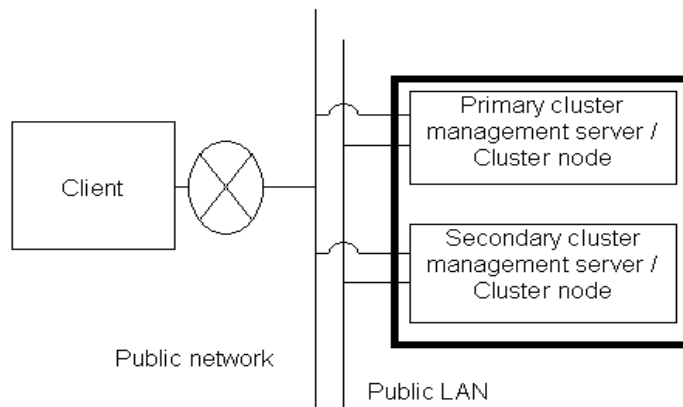 Client
Primary cluster
management server /
Cluster node
Secondary cluster
management server /
Cluster node
Public network
Public LAN